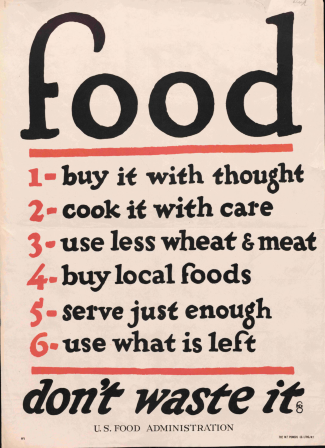 food
1-buy it with thought
2-cook it with care
3-use less wheat & meat
4-buy local foods
5-serve just enough
6-use what is left
don't waste it
U.S. FOOD ADMINISTRATION